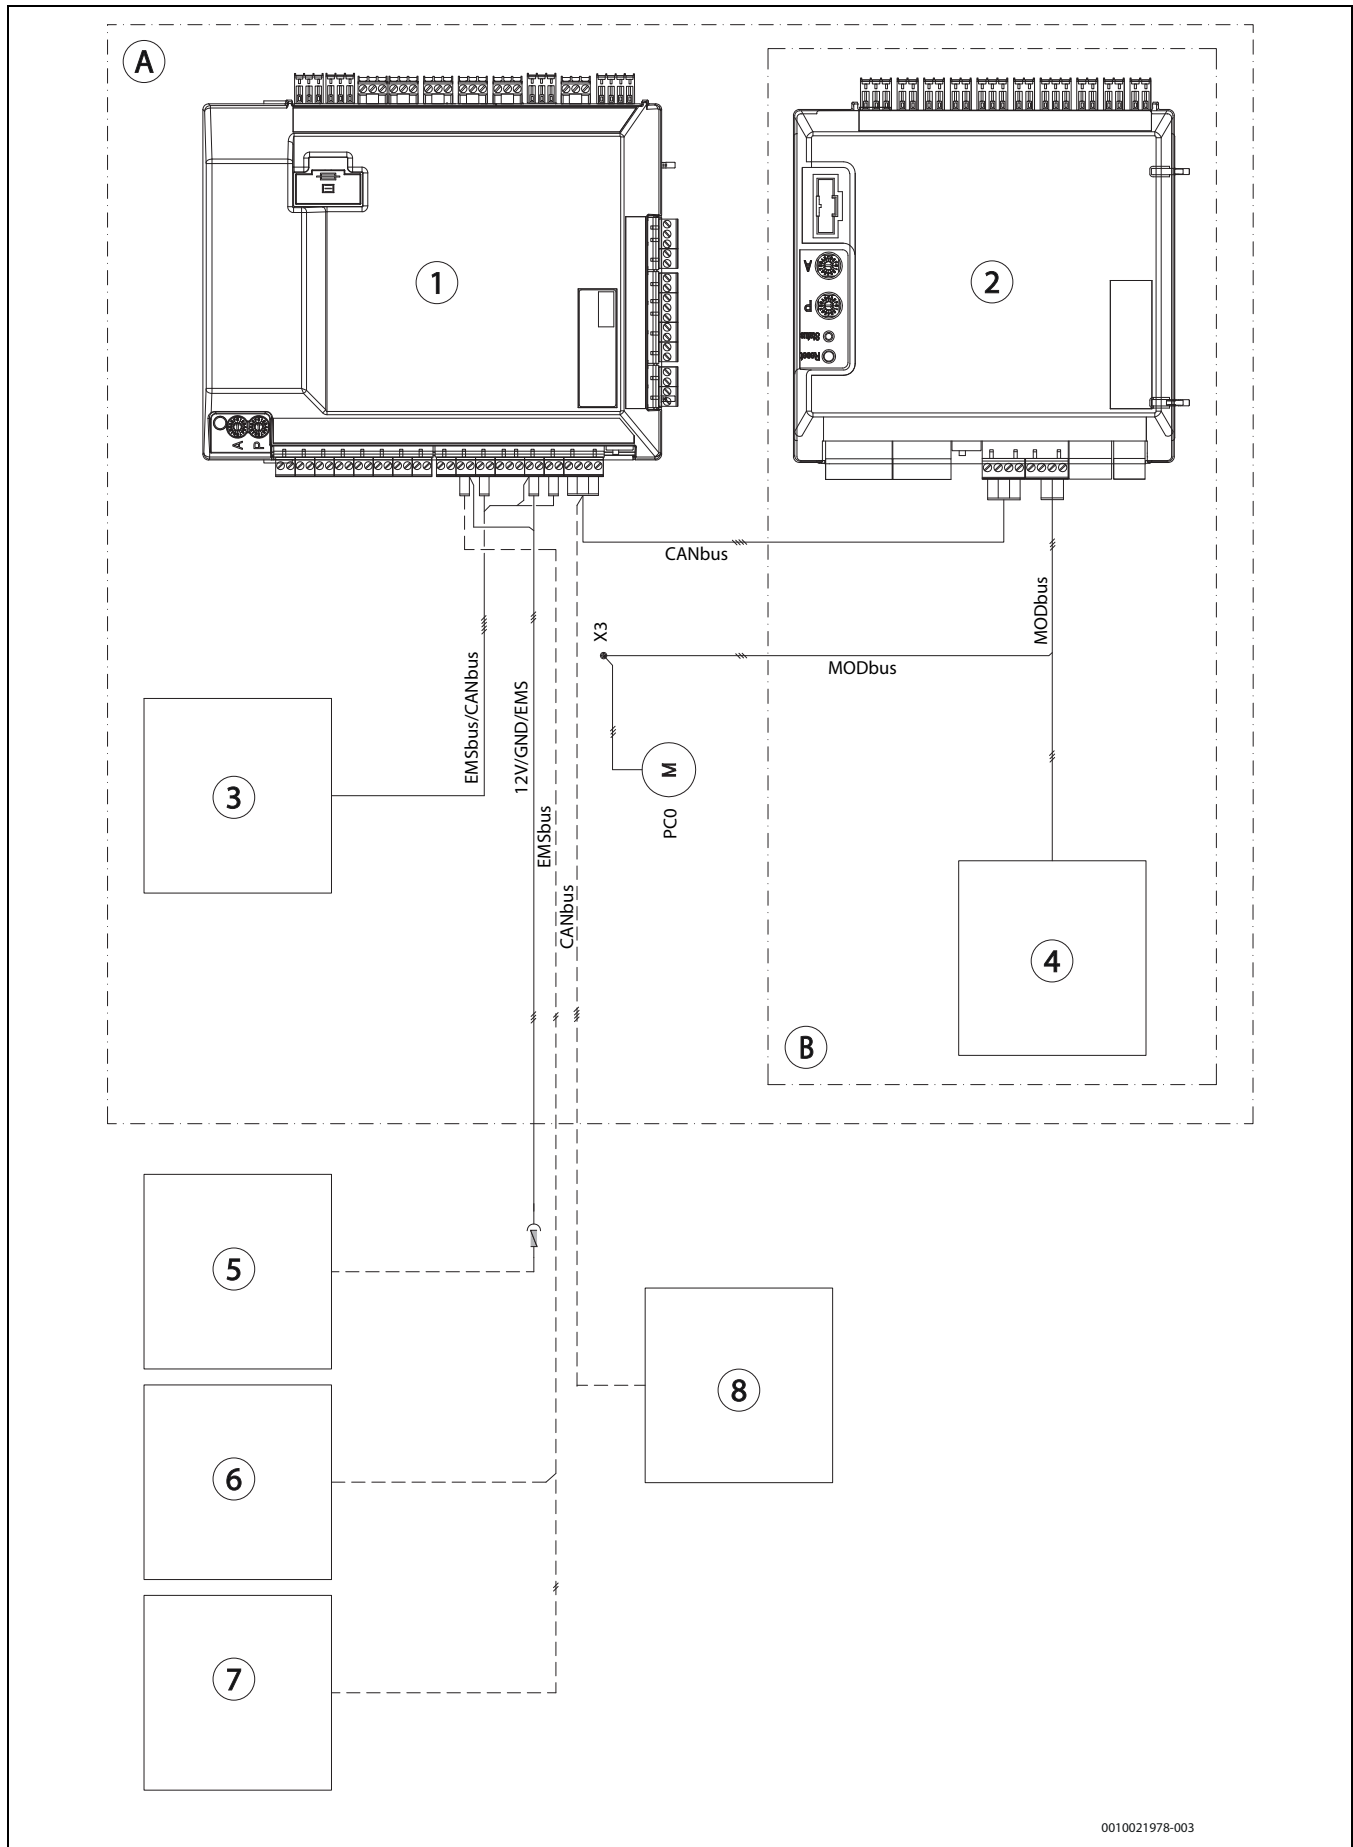 A
1
2
A
P
Status
Reset
A
P
CANbus
MODbus
X3
MODbus
EMSbus/CANbus
12V/GND/EMS
M
PC0
3
EMSbus
CANbus
4
B
5
8
6
7
0010021978-003